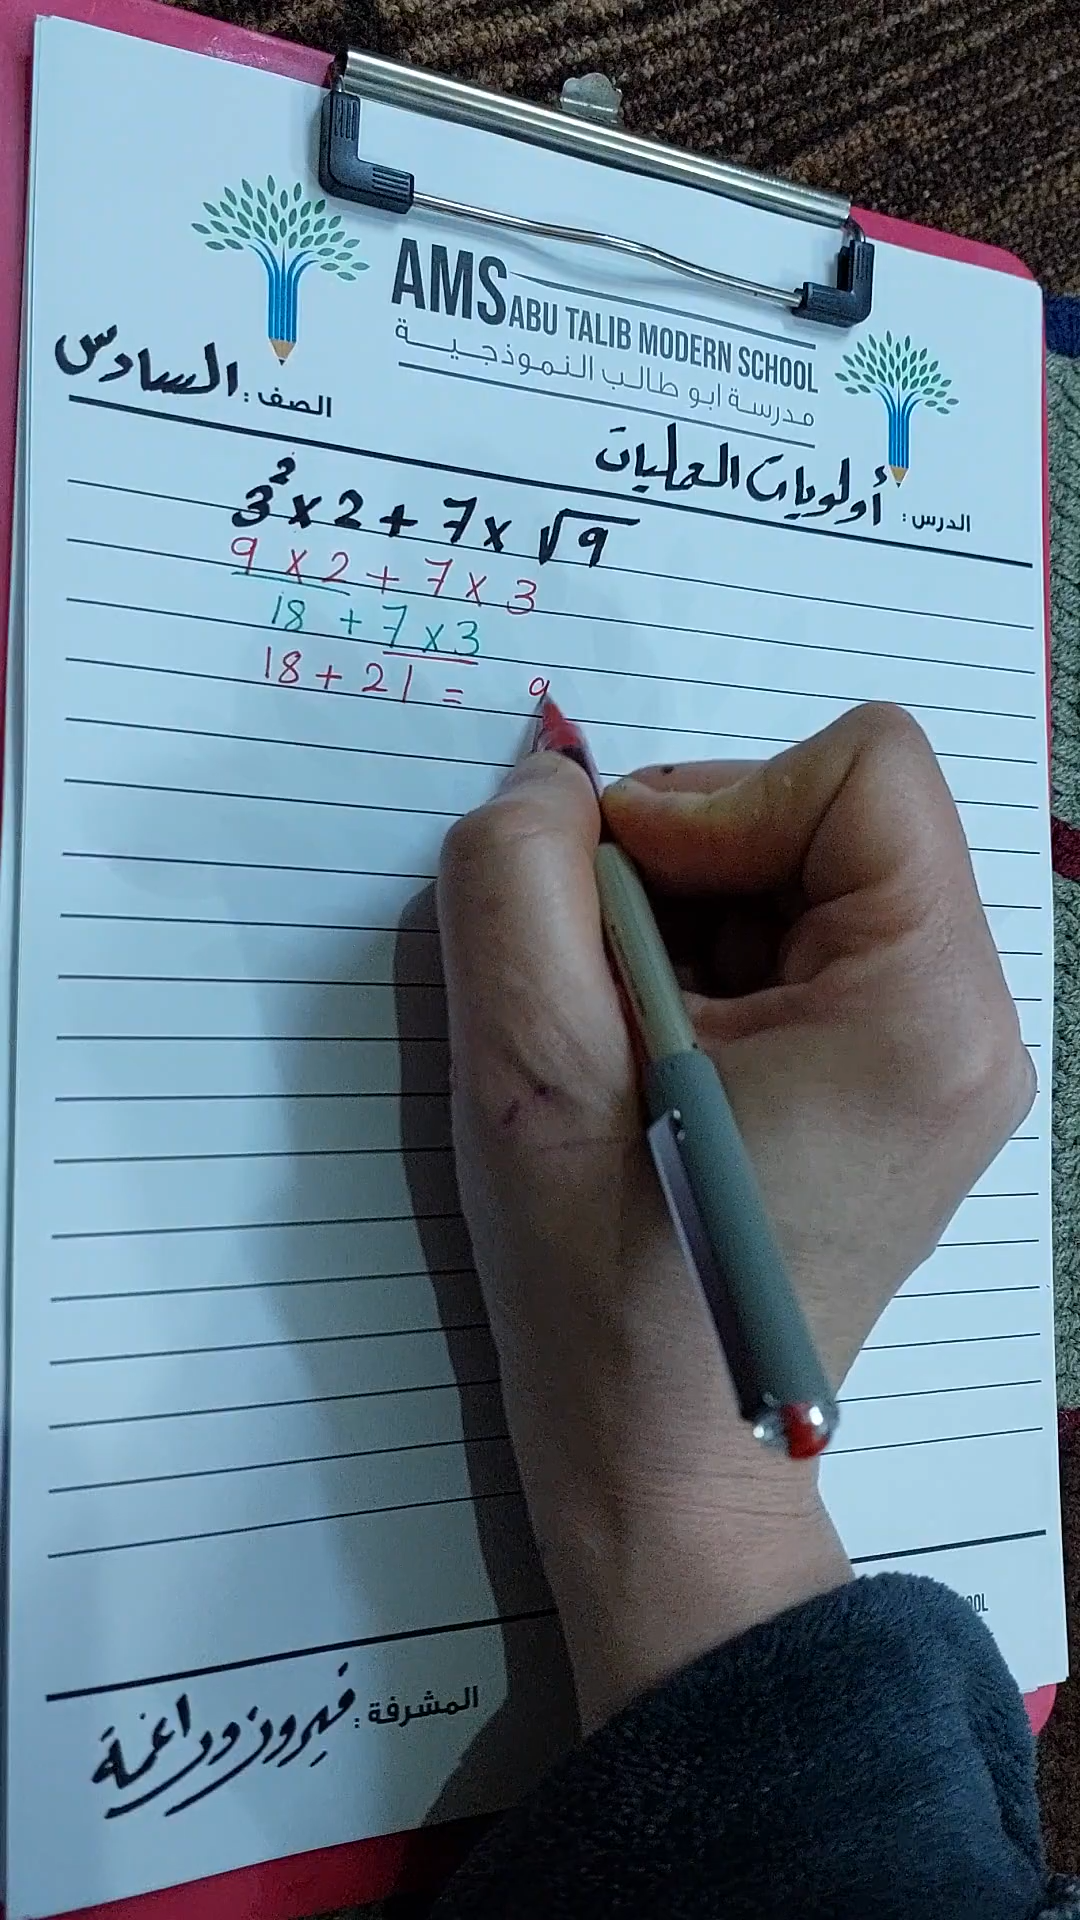 AMS ABU TALIB MODERN SCHOOL
مدرسة ابو طالب النموذجية
الصف: السادس
الدرس: أولويات العمليات
3² × 2 + 7 × √9
9 × 2 + 7 × 3
18 + 7 × 3
18 + 21 = 9
المشرفة: فيروز دراغمة